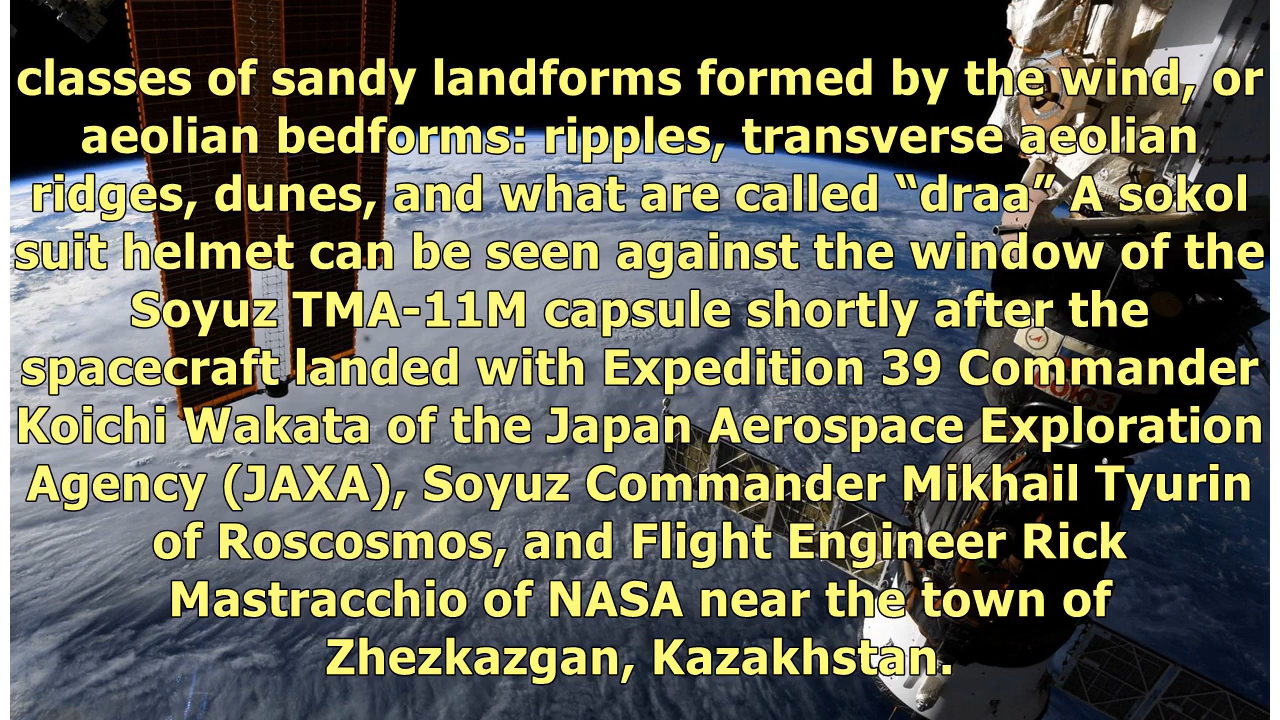 classes of sandy landforms formed by the wind, or
aeolian bedforms: ripples, transverse aeolian
ridges, dunes, and what are called “draa” A sokol
suit helmet can be seen against the window of the
Soyuz TMA-11M capsule shortly after the
spacecraft landed with Expedition 39 Commander
Koichi Wakata of the Japan Aerospace Exploration
Agency (JAXA), Soyuz Commander Mikhail Tyurin
of Roscosmos, and Flight Engineer Rick
Mastracchio of NASA near the town of
Zhezkazgan, Kazakhstan.